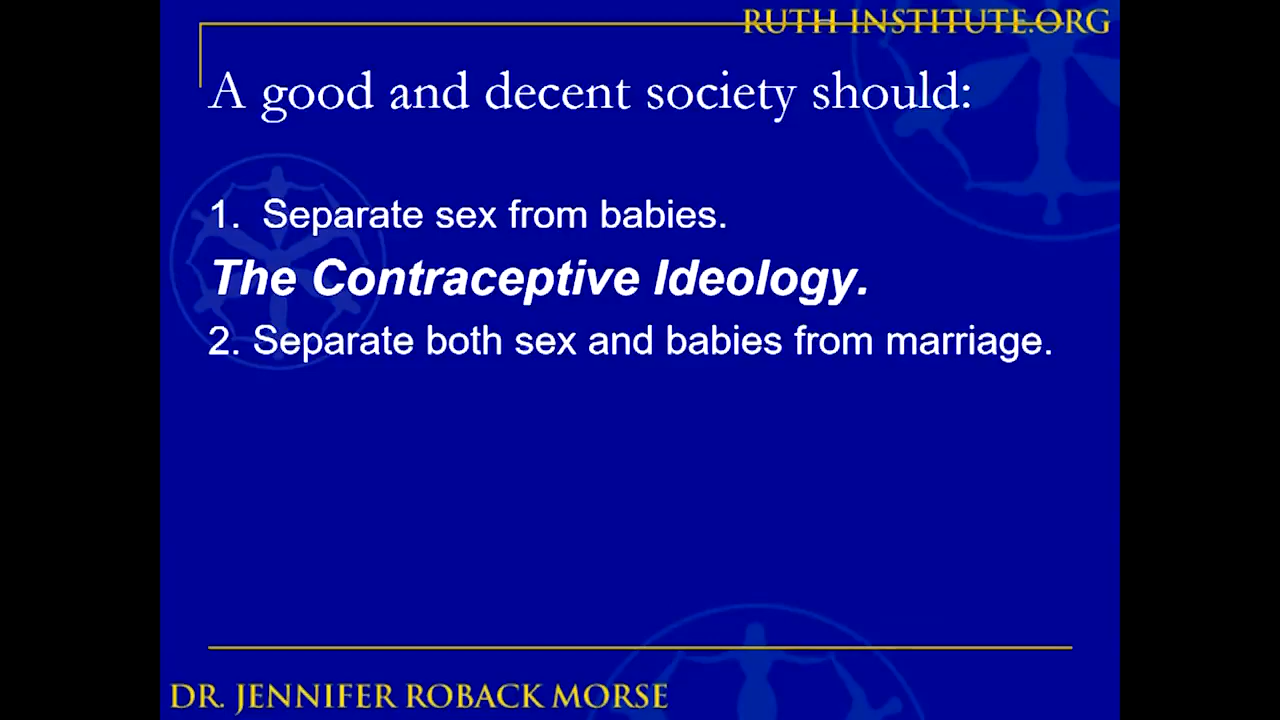 RUTH INSTITUTE.ORG
A good and decent society should:
1. Separate sex from babies.
The Contraceptive Ideology.
2. Separate both sex and babies from marriage.
DR. JENNIFER ROBACK MORSE